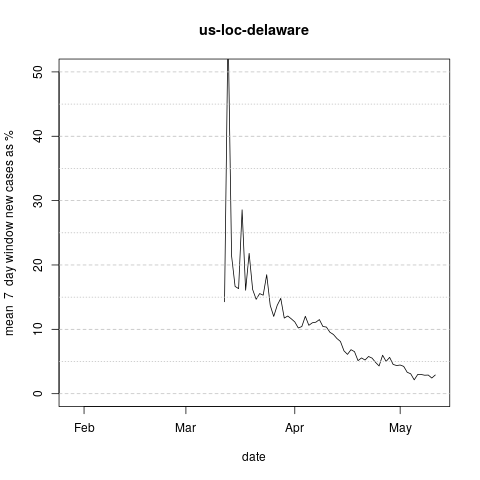 us-loc-delaware
mean  7  day window new cases as %
50
40
30
20
10
0
Feb
Mar
Apr
May
date